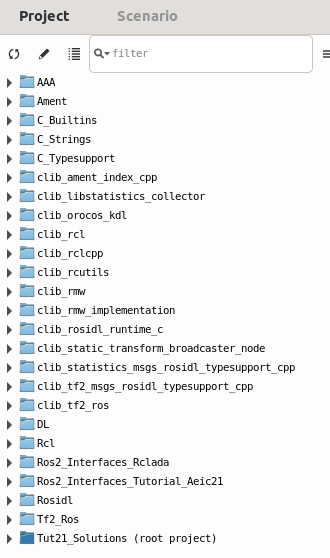 Project Scenario
filter
AAA
Ament
C_Builtins
C_Strings
C_Typesupport
clib_ament_index_cpp
clib_libstatistics_collector
clib_orocos_kdl
clib_rcl
clib_rclcpp
clib_rcutils
clib_rmw
clib_rmw_implementation
clib_rosidl_runtime_c
clib_static_transform_broadcaster_node
clib_statistics_msgs_rosidl_typesupport_cpp
clib_tf2_msgs_rosidl_typesupport_cpp
clib_tf2_ros
DL
Rcl
Ros2_Interfaces_Rclada
Ros2_Interfaces_Tutorial_Aeic21
Rosidl
Tf2_Ros
Tut21_Solutions (root project)